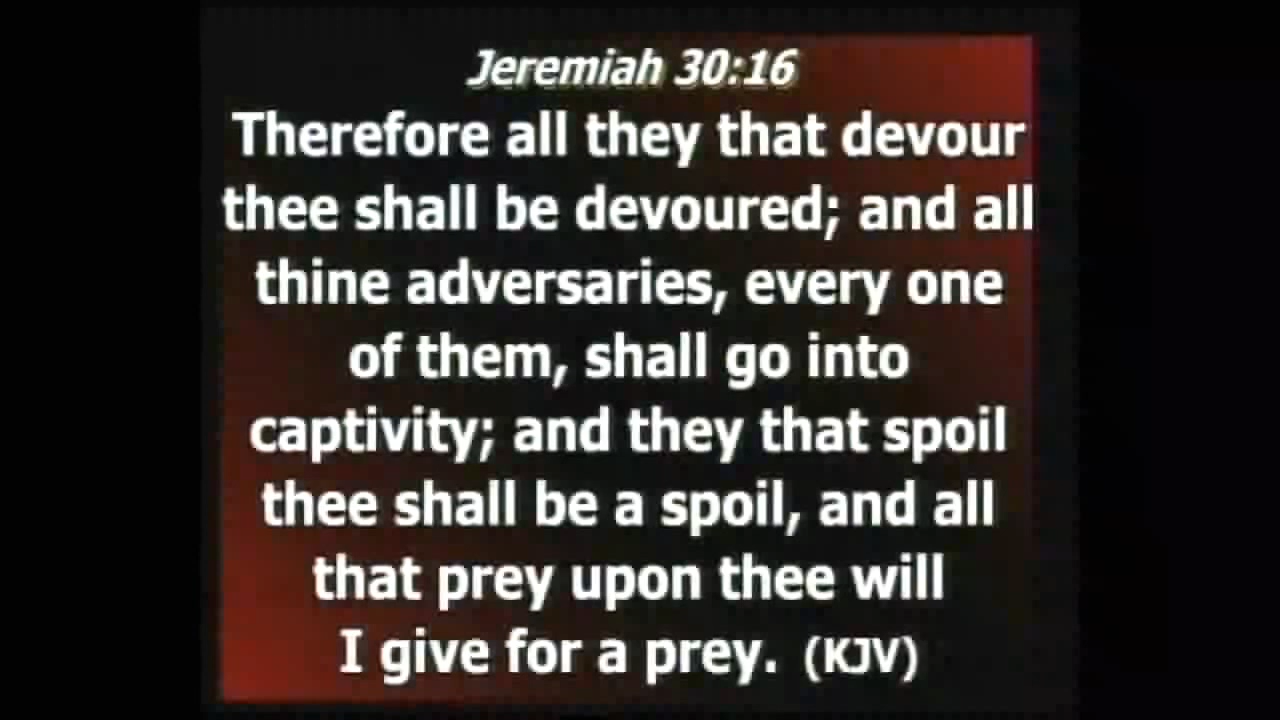 Jeremiah 30:16
Therefore all they that devour
thee shall be devoured; and all
thine adversaries, every one
of them, shall go into
captivity; and they that spoil
thee shall be a spoil, and all
that prey upon thee will
I give for a prey. (KJV)